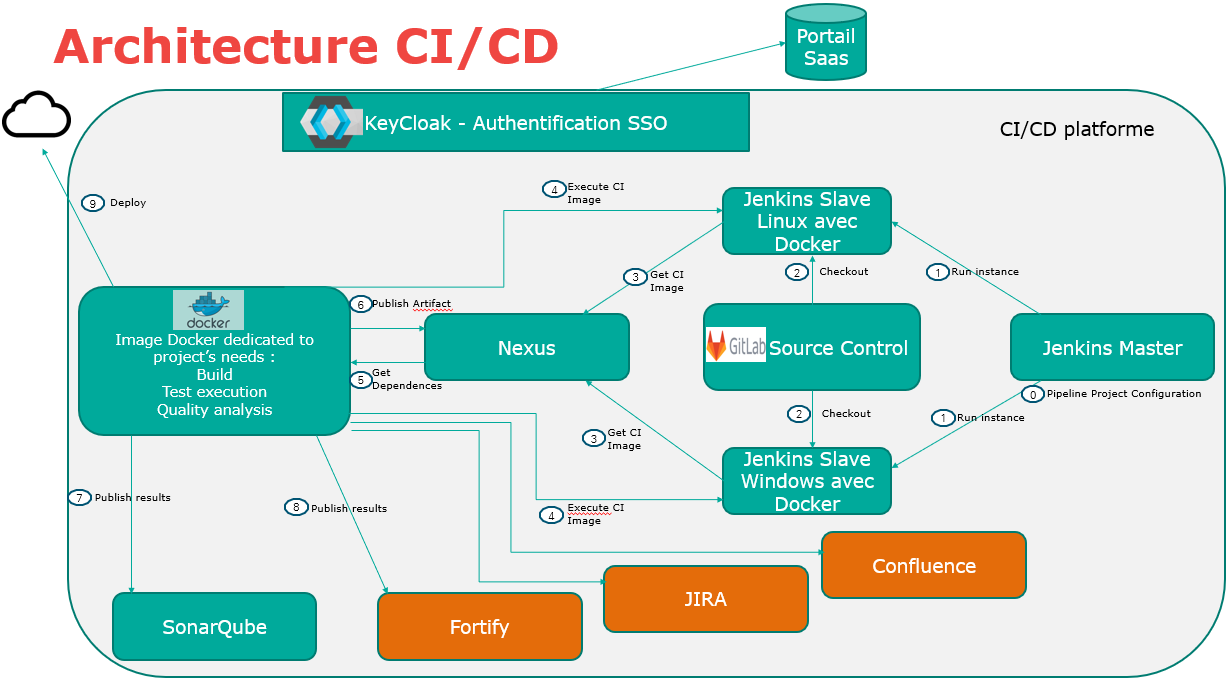 Architecture CI/CD
Portail
Saas
KeyCloak - Authentification SSO
CI/CD platforme
9 Deploy
4 Execute CI
Image
Jenkins Slave
Linux avec
Docker
3 Get CI
Image
2 Checkout
1 Run instance
docker
Image Docker dedicated to
project’s needs :
Build
Test execution
Quality analysis
6 Publish Artifact
Nexus
5 Get
Dependences
GitLab Source Control
Jenkins Master
0 Pipeline Project Configuration
2 Checkout
1 Run instance
3 Get CI
Image
Jenkins Slave
Windows avec
Docker
7 Publish results
8 Publish results
4 Execute CI
Image
Confluence
JIRA
SonarQube
Fortify